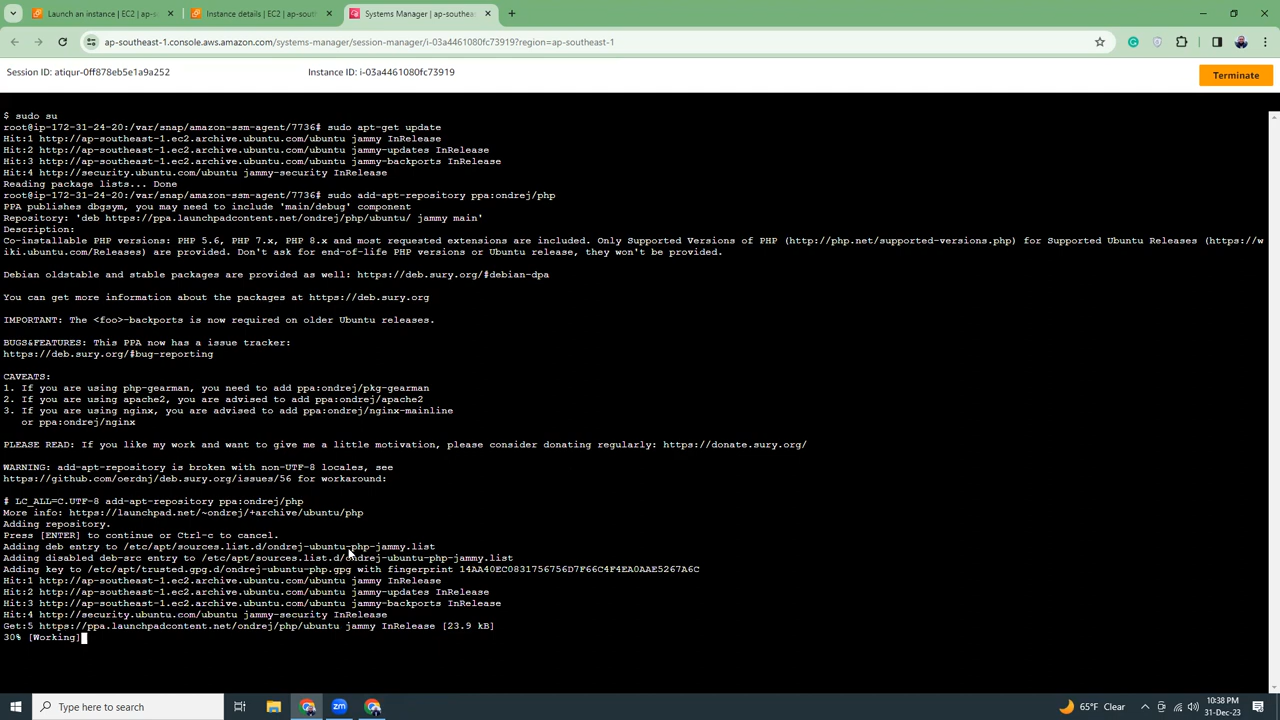 Launch an instance | EC2 | ap-s
Instance details | EC2 | ap-sout
Systems Manager | ap-southeas
ap-southeast-1.console.aws.amazon.com/systems-manager/session-manager/i-03a4461080fc73919?region=ap-southeast-1
Session ID: atiqur-0ff878eb5e1a9a252
Instance ID: i-03a4461080fc73919
Terminate
$ sudo su
root@ip-172-31-24-20:/var/snap/amazon-ssm-agent/7736# sudo apt-get update
Hit:1 http://ap-southeast-1.ec2.archive.ubuntu.com/ubuntu jammy InRelease
Hit:2 http://ap-southeast-1.ec2.archive.ubuntu.com/ubuntu jammy-updates InRelease
Hit:3 http://ap-southeast-1.ec2.archive.ubuntu.com/ubuntu jammy-backports InRelease
Hit:4 http://security.ubuntu.com/ubuntu jammy-security InRelease
Reading package lists... Done
root@ip-172-31-24-20:/var/snap/amazon-ssm-agent/7736# sudo add-apt-repository ppa:ondrej/php
PPA publishes dbgsym, you may need to include 'main/debug' component
Repository: 'deb https://ppa.launchpadcontent.net/ondrej/php/ubuntu/ jammy main'
Description:
Co-installable PHP versions: PHP 5.6, PHP 7.x, PHP 8.x and most requested extensions are included. Only Supported Versions of PHP (http://php.net/supported-versions.php) for Supported Ubuntu Releases (https://w
iki.ubuntu.com/Releases) are provided. Don't ask for end-of-life PHP versions or Ubuntu release, they won't be provided.
Debian oldstable and stable packages are provided as well: https://deb.sury.org/#debian-dpa
You can get more information about the packages at https://deb.sury.org
IMPORTANT: The <foo>-backports is now required on older Ubuntu releases.
BUGS&FEATURES: This PPA now has a issue tracker:
https://deb.sury.org/#bug-reporting
CAVEATS:
1. If you are using php-gearman, you need to add ppa:ondrej/pkg-gearman
2. If you are using apache2, you are advised to add ppa:ondrej/apache2
3. If you are using nginx, you are advised to add ppa:ondrej/nginx-mainline
or ppa:ondrej/nginx
PLEASE READ: If you like my work and want to give me a little motivation, please consider donating regularly: https://donate.sury.org/
WARNING: add-apt-repository is broken with non-UTF-8 locales, see
https://github.com/oerdnj/deb.sury.org/issues/56 for workaround:
# LC_ALL=C.UTF-8 add-apt-repository ppa:ondrej/php
More info: https://launchpad.net/~ondrej/+archive/ubuntu/php
Adding repository.
Press [ENTER] to continue or Ctrl-c to cancel.
Adding deb entry to /etc/apt/sources.list.d/ondrej-ubuntu-php-jammy.list
Adding disabled deb-src entry to /etc/apt/sources.list.d/ondrej-ubuntu-php-jammy.list
Adding key to /etc/apt/trusted.gpg.d/ondrej-ubuntu-php.gpg with fingerprint 14AA40EC0831756756D7F66C4F4EA0AAE5267A6C
Hit:1 http://ap-southeast-1.ec2.archive.ubuntu.com/ubuntu jammy InRelease
Hit:2 http://ap-southeast-1.ec2.archive.ubuntu.com/ubuntu jammy-updates InRelease
Hit:3 http://ap-southeast-1.ec2.archive.ubuntu.com/ubuntu jammy-backports InRelease
Hit:4 http://security.ubuntu.com/ubuntu jammy-security InRelease
Get:5 https://ppa.launchpadcontent.net/ondrej/php/ubuntu jammy InRelease [23.9 kB]
30% [Working]
Type here to search
zm
65°F Clear
10:38 PM
31-Dec-23